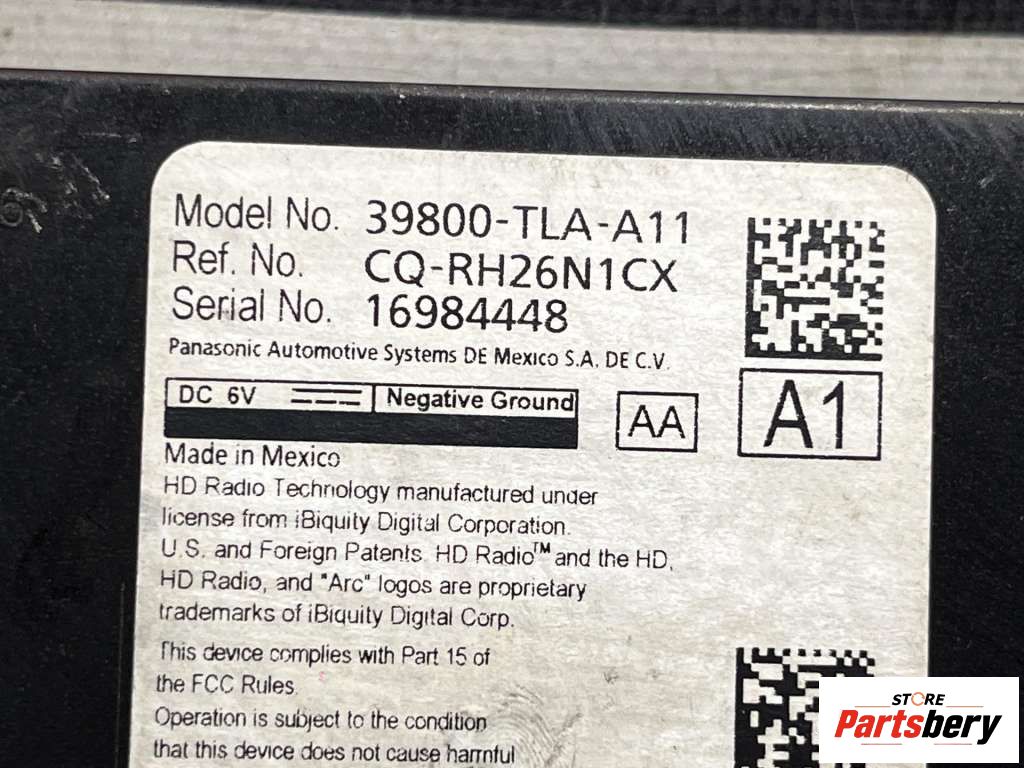 Model No. 39800-TLA-A11
Ref. No. CQ-RH26N1CX
Serial No. 16984448
Panasonic Automotive Systems DE Mexico S.A. DE C.V.
DC 6V Negative Ground
AA
A1
Made in Mexico
HD Radio Technology manufactured under
license from iBiquity Digital Corporation.
U.S. and Foreign Patents. HD Radio™ and the HD,
HD Radio, and "Arc" logos are proprietary
trademarks of iBiquity Digital Corp.
This device complies with Part 15 of
the FCC Rules.
Operation is subject to the condition
that this device does not cause harmful
STORE
Partsbery